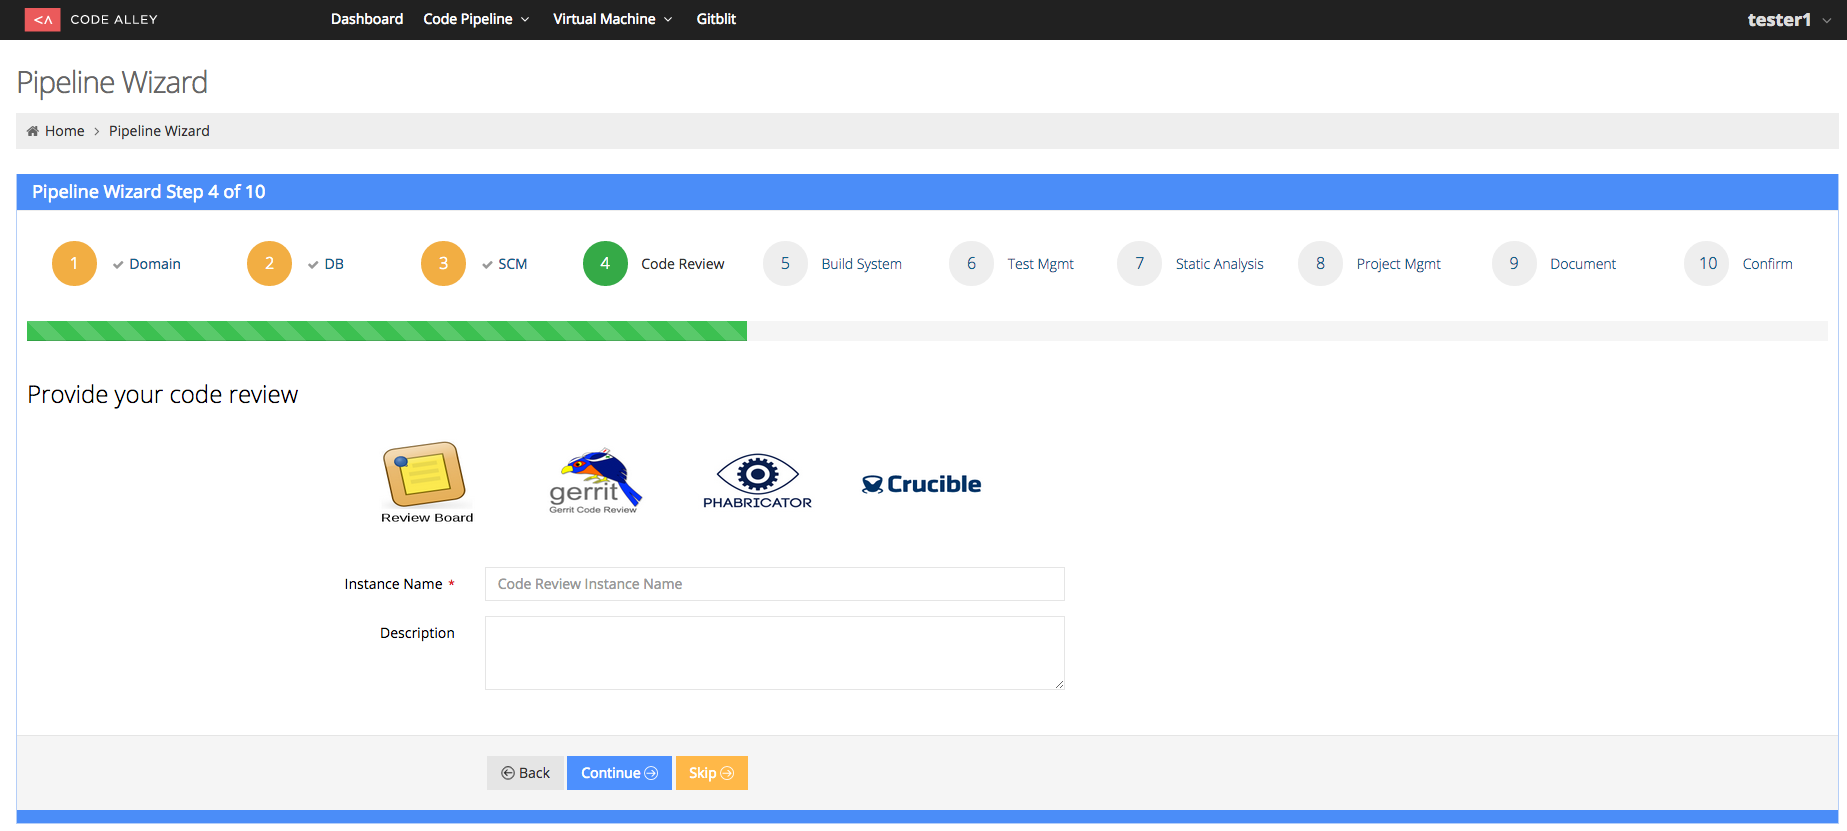 <Λ CODE ALLEY Dashboard Code Pipeline Virtual Machine Gitblit tester1
Pipeline Wizard
Home > Pipeline Wizard
Pipeline Wizard Step 4 of 10
1 Domain 2 DB 3 SCM 4 Code Review 5 Build System 6 Test Mgmt 7 Static Analysis 8 Project Mgmt 9 Document 10 Confirm
Provide your code review
Review Board
gerrit
Gerrit Code Review
PHABRICATOR
Crucible
Instance Name * Code Review Instance Name
Description
Back Continue Skip